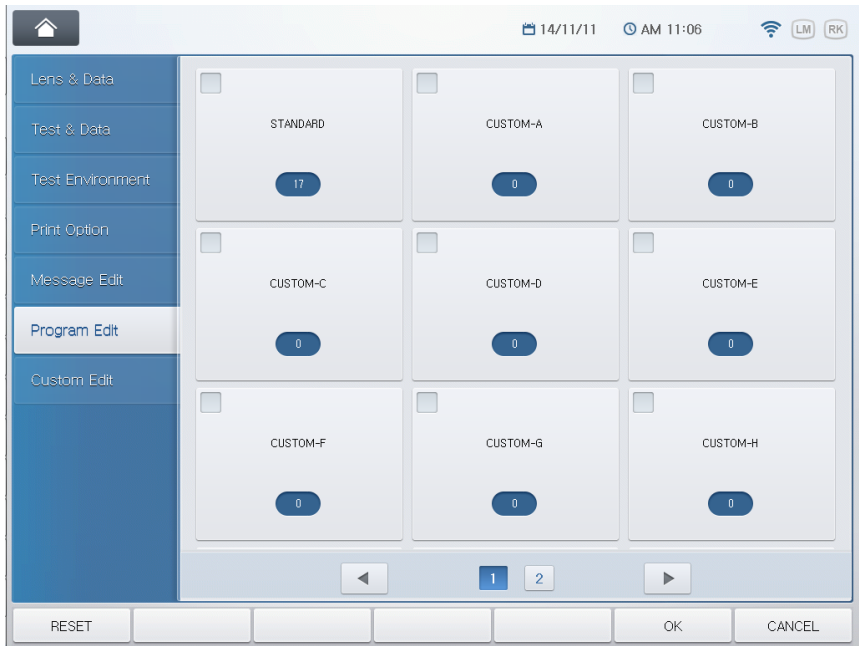 14/11/11 AM 11:06 LM RK
Lens & Data
Test & Data
Test Environment
Print Option
Message Edit
Program Edit
Custom Edit
STANDARD CUSTOM-A CUSTOM-B
17 0 0
CUSTOM-C CUSTOM-D CUSTOM-E
0 0 0
CUSTOM-F CUSTOM-G CUSTOM-H
0 0 0
1 2
RESET OK CANCEL